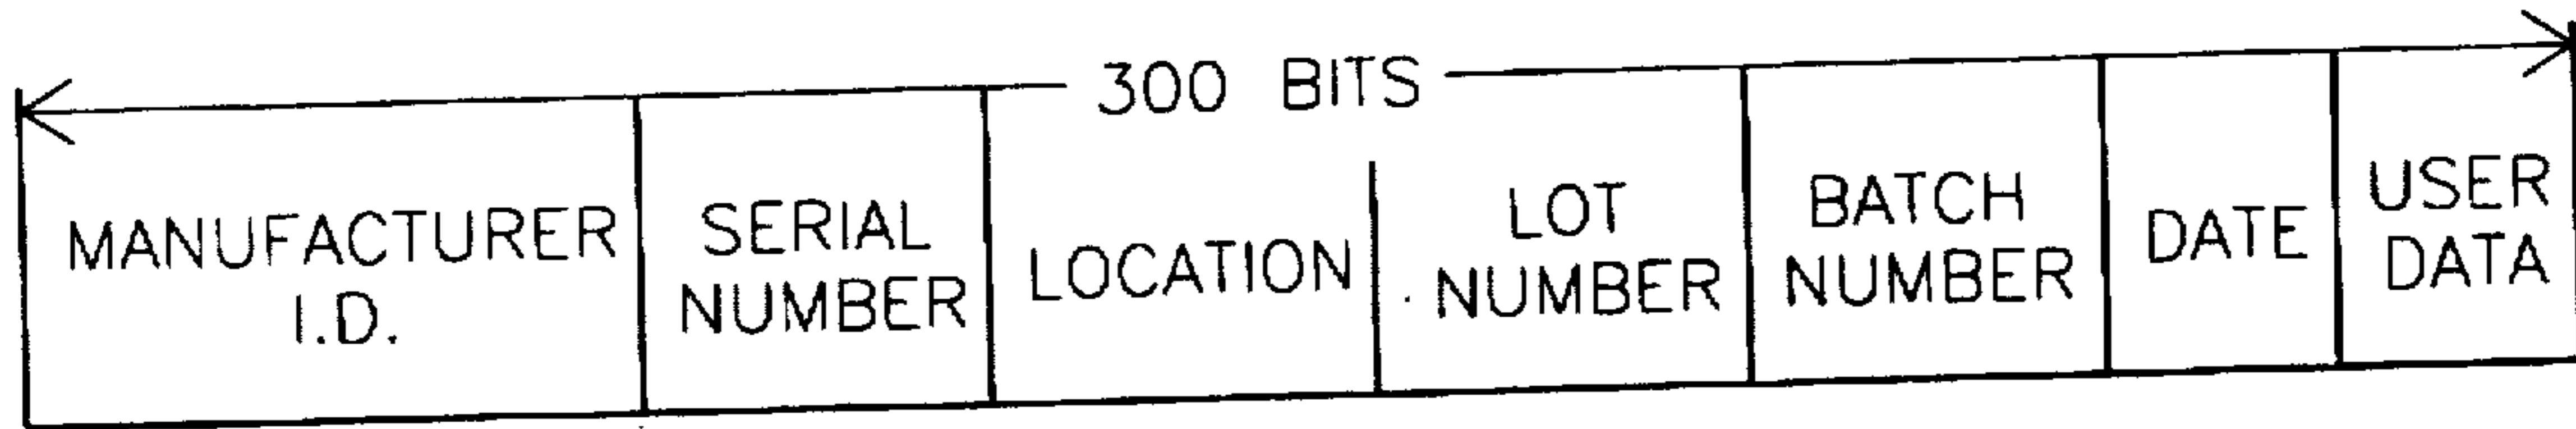 300 BITS
MANUFACTURER
I.D.
SERIAL
NUMBER
LOCATION
LOT
NUMBER
BATCH
NUMBER
DATE
USER
DATA